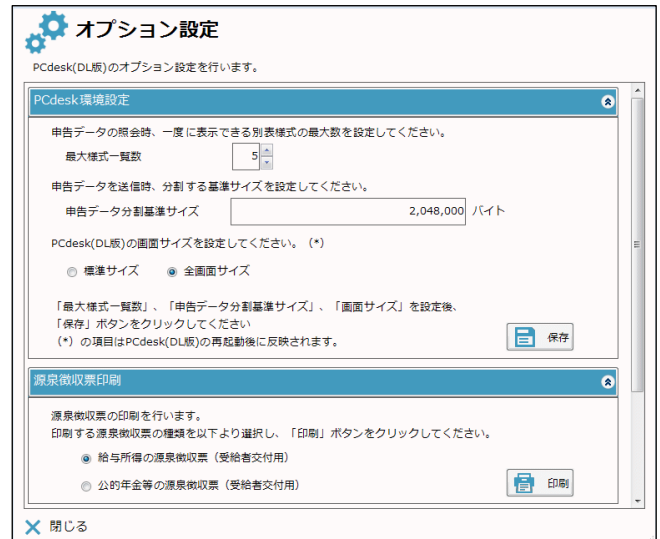 オプション設定
PCdesk(DL版)のオプション設定を行います。
PCdesk環境設定
申告データの照会時、一度に表示できる別表様式の最大数を設定してください。
最大様式一覧数 5
申告データを送信時、分割する基準サイズを設定してください。
申告データ分割基準サイズ 2,048,000 バイト
PCdesk(DL版)の画面サイズを設定してください。(*)
標準サイズ 全画面サイズ
「最大様式一覧数」、「申告データ分割基準サイズ」、「画面サイズ」を設定後、
「保存」ボタンをクリックしてください
(*)の項目はPCdesk(DL版)の再起動後に反映されます。
保存
源泉徴収票印刷
源泉徴収票の印刷を行います。
印刷する源泉徴収票の種類を以下より選択し、「印刷」ボタンをクリックしてください。
給与所得の源泉徴収票(受給者交付用)
公的年金等の源泉徴収票(受給者交付用)
印刷
閉じる